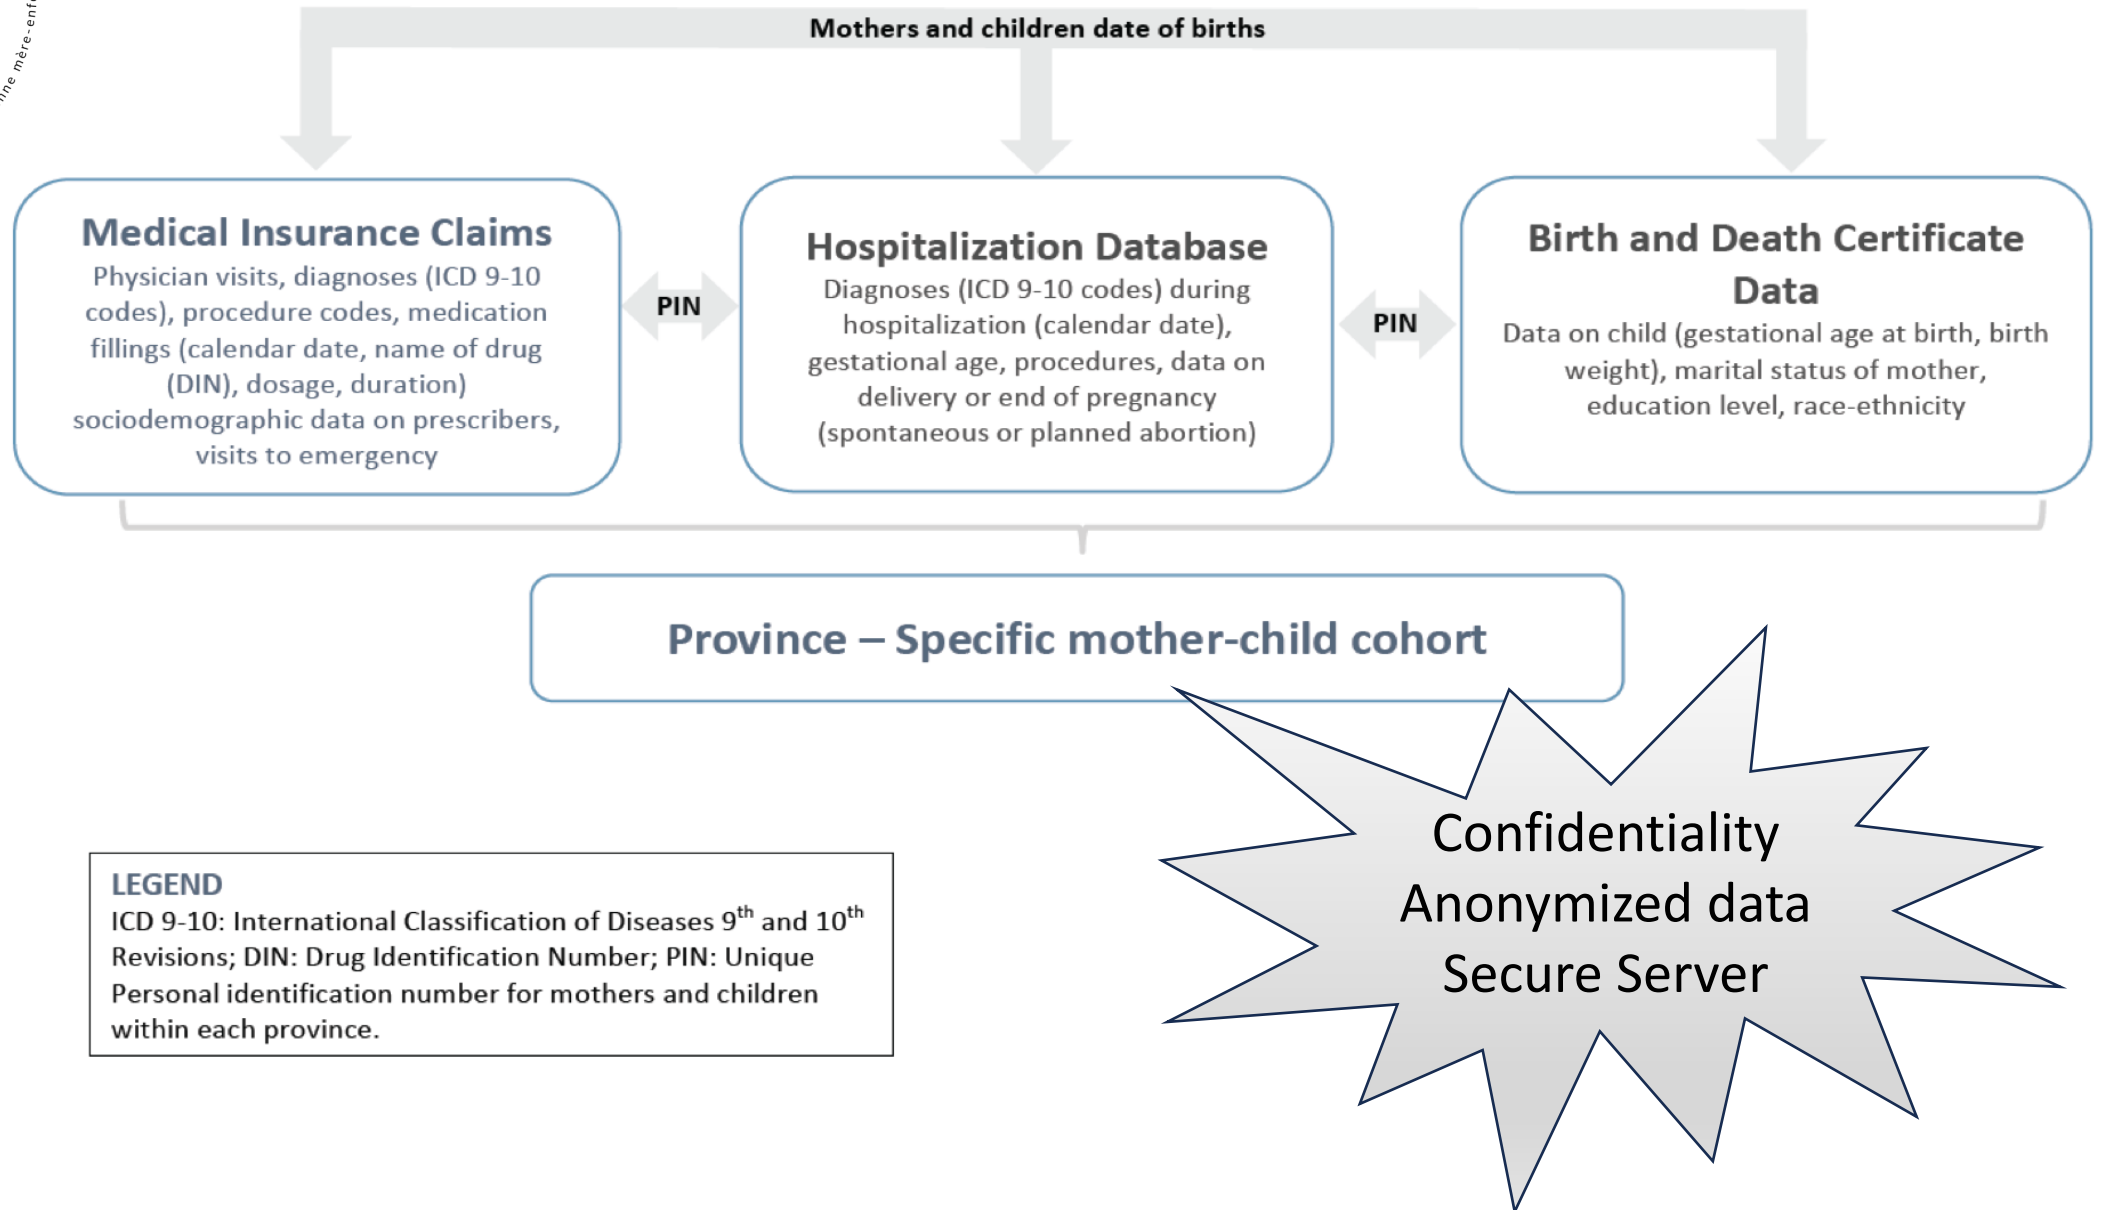 nne mère-enf
Mothers and children date of births
Medical Insurance Claims
Physician visits, diagnoses (ICD 9-10
codes), procedure codes, medication
fillings (calendar date, name of drug
(DIN), dosage, duration)
sociodemographic data on prescribers,
visits to emergency
PIN
Hospitalization Database
Diagnoses (ICD 9-10 codes) during
hospitalization (calendar date),
gestational age, procedures, data on
delivery or end of pregnancy
(spontaneous or planned abortion)
PIN
Birth and Death Certificate
Data
Data on child (gestational age at birth, birth
weight), marital status of mother,
education level, race-ethnicity
Province – Specific mother-child cohort
LEGEND
ICD 9-10: International Classification of Diseases 9th and 10th
Revisions; DIN: Drug Identification Number; PIN: Unique
Personal identification number for mothers and children
within each province.
Confidentiality
Anonymized data
Secure Server